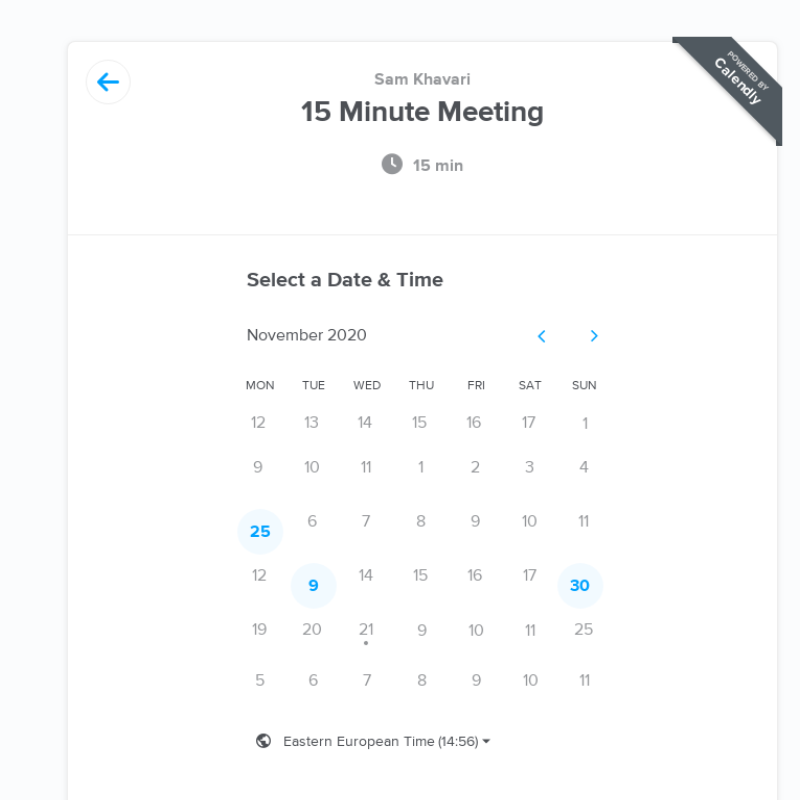 POWERED BY
Calendly
Sam Khavari
15 Minute Meeting
15 min
Select a Date & Time
November 2020
MON TUE WED THU FRI SAT SUN
12 13 14 15 16 17 1
9 10 11 1 2 3 4
25 6 7 8 9 10 11
12 9 14 15 16 17 30
19 20 21 9 10 11 25
5 6 7 8 9 10 11
Eastern European Time (14:56)